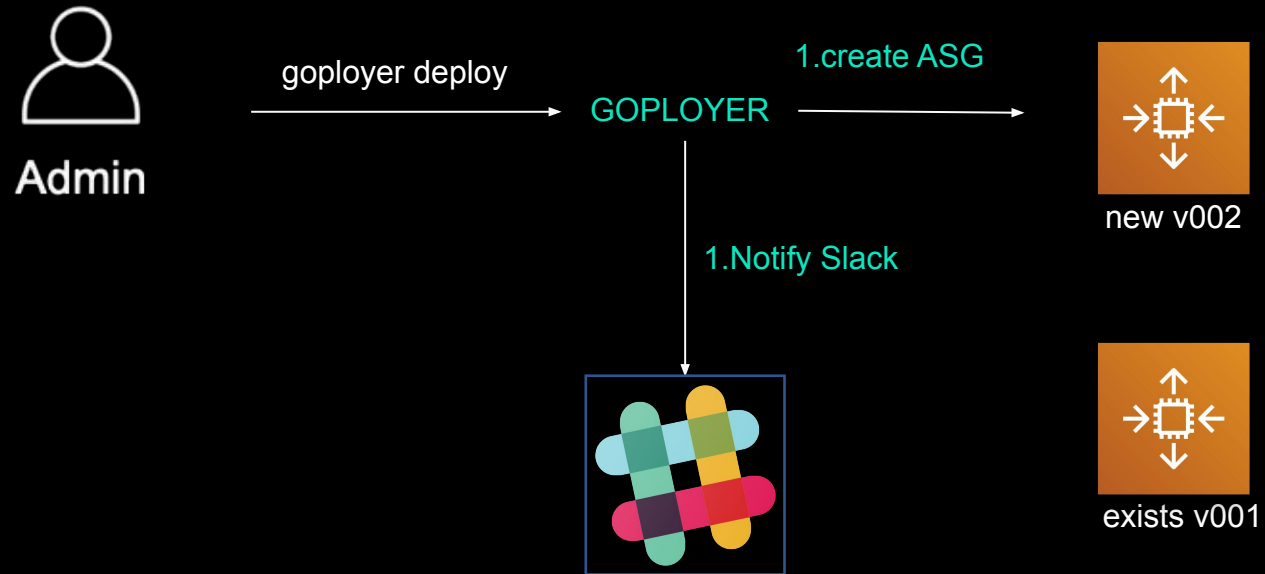 goployer deploy
1.create ASG
GOPLOYER
Admin
new v002
1.Notify Slack
exists v001